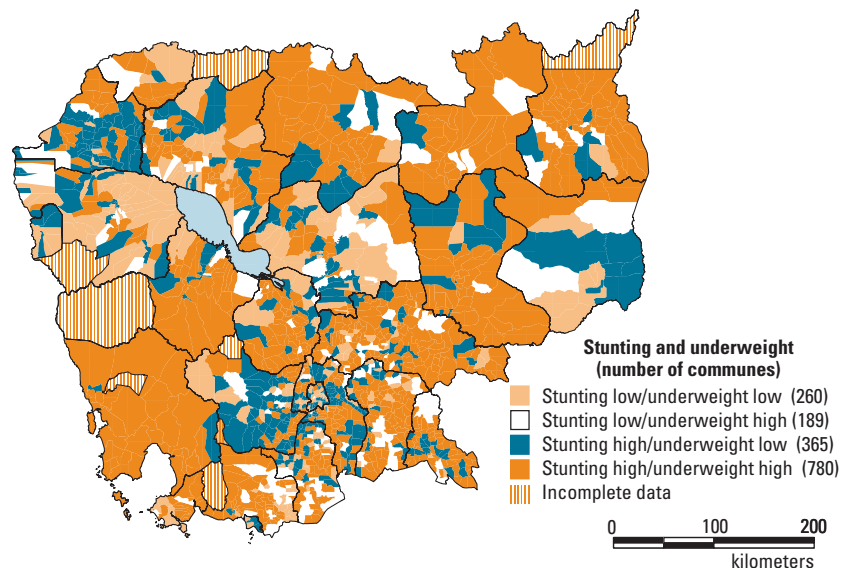 Stunting and underweight
(number of communes)
Stunting low/underweight low (260)
Stunting low/underweight high (189)
Stunting high/underweight low (365)
Stunting high/underweight high (780)
Incomplete data
0 100 200
kilometers